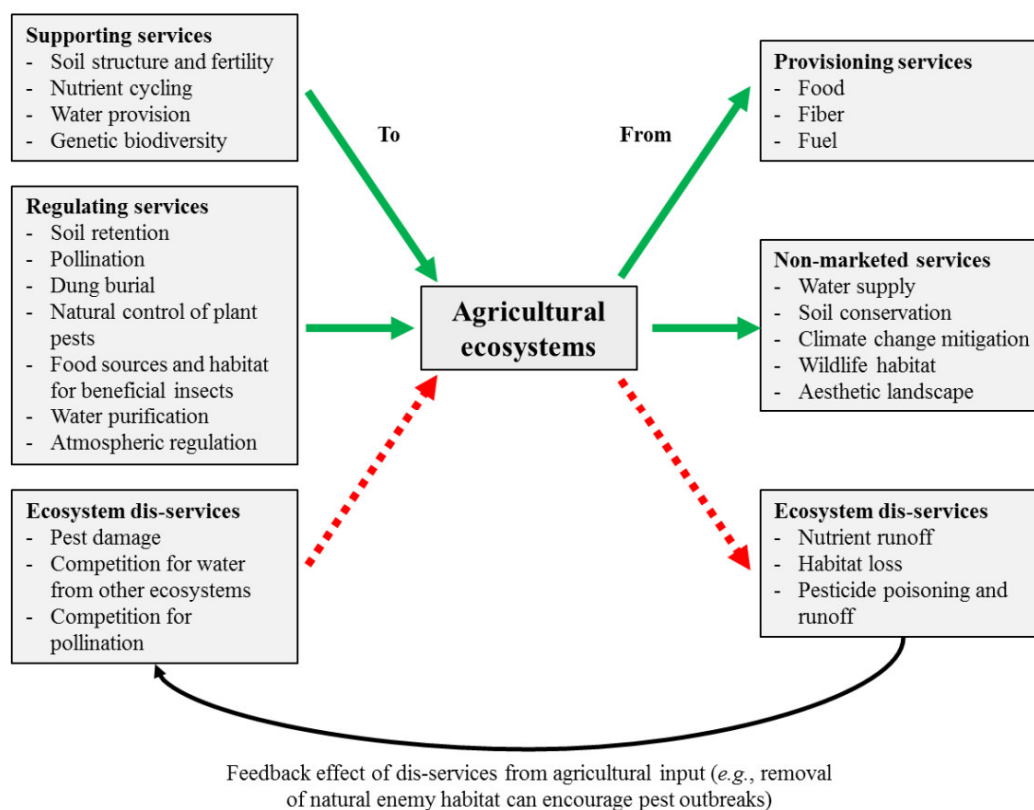 Supporting services
- Soil structure and fertility
- Nutrient cycling
- Water provision
- Genetic biodiversity
To
From
Provisioning services
- Food
- Fiber
- Fuel
Regulating services
- Soil retention
- Pollination
- Dung burial
- Natural control of plant
pests
- Food sources and habitat
for beneficial insects
- Water purification
- Atmospheric regulation
Agricultural
ecosystems
Non-marketed services
- Water supply
- Soil conservation
- Climate change mitigation
- Wildlife habitat
- Aesthetic landscape
Ecosystem dis-services
- Pest damage
- Competition for water
from other ecosystems
- Competition for
pollination
Ecosystem dis-services
- Nutrient runoff
- Habitat loss
- Pesticide poisoning and
runoff
Feedback effect of dis-services from agricultural input (e.g., removal
of natural enemy habitat can encourage pest outbreaks)